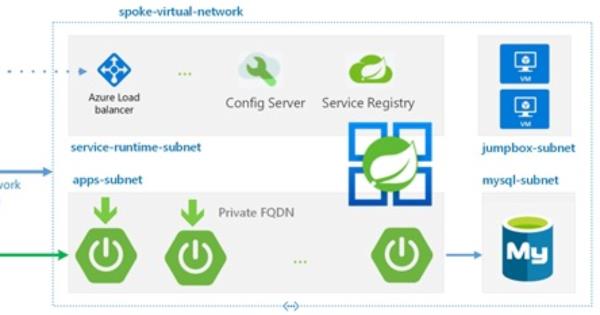 spoke-virtual-network
...
Azure Load
balancer
Config Server
Service Registry
VM
VM
service-runtime-subnet
jumpbox-subnet
apps-subnet
mysql-subnet
Private FQDN
...
My